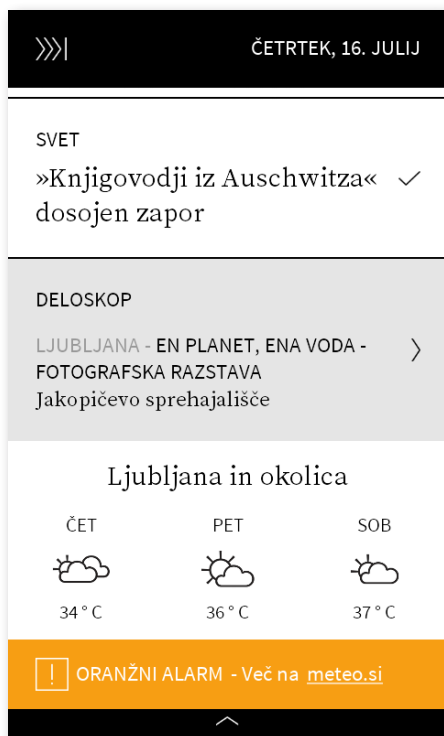 ČETRTEK, 16. JULIJ
SVET
»Knjigovodji iz Auschwitza«
dosojen zapor
DELOSKOP
LJUBLJANA - EN PLANET, ENA VODA -
FOTOGRAFSKA RAZSTAVA
Jakopičevo sprehajališče
Ljubljana in okolica
ČET PET SOB
34° C 36° C 37° C
ORANŽNI ALARM - Več na meteo.si